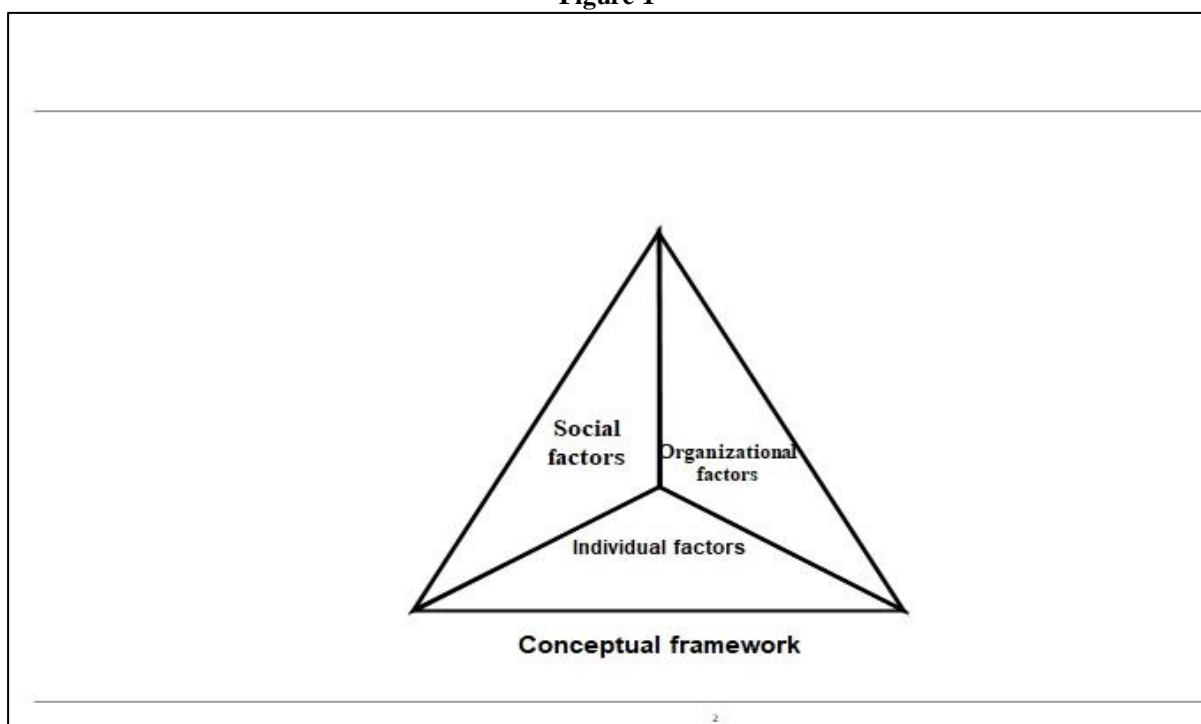 Figure 1
Social
factors
Organizational
factors
Individual factors
Conceptual framework
2